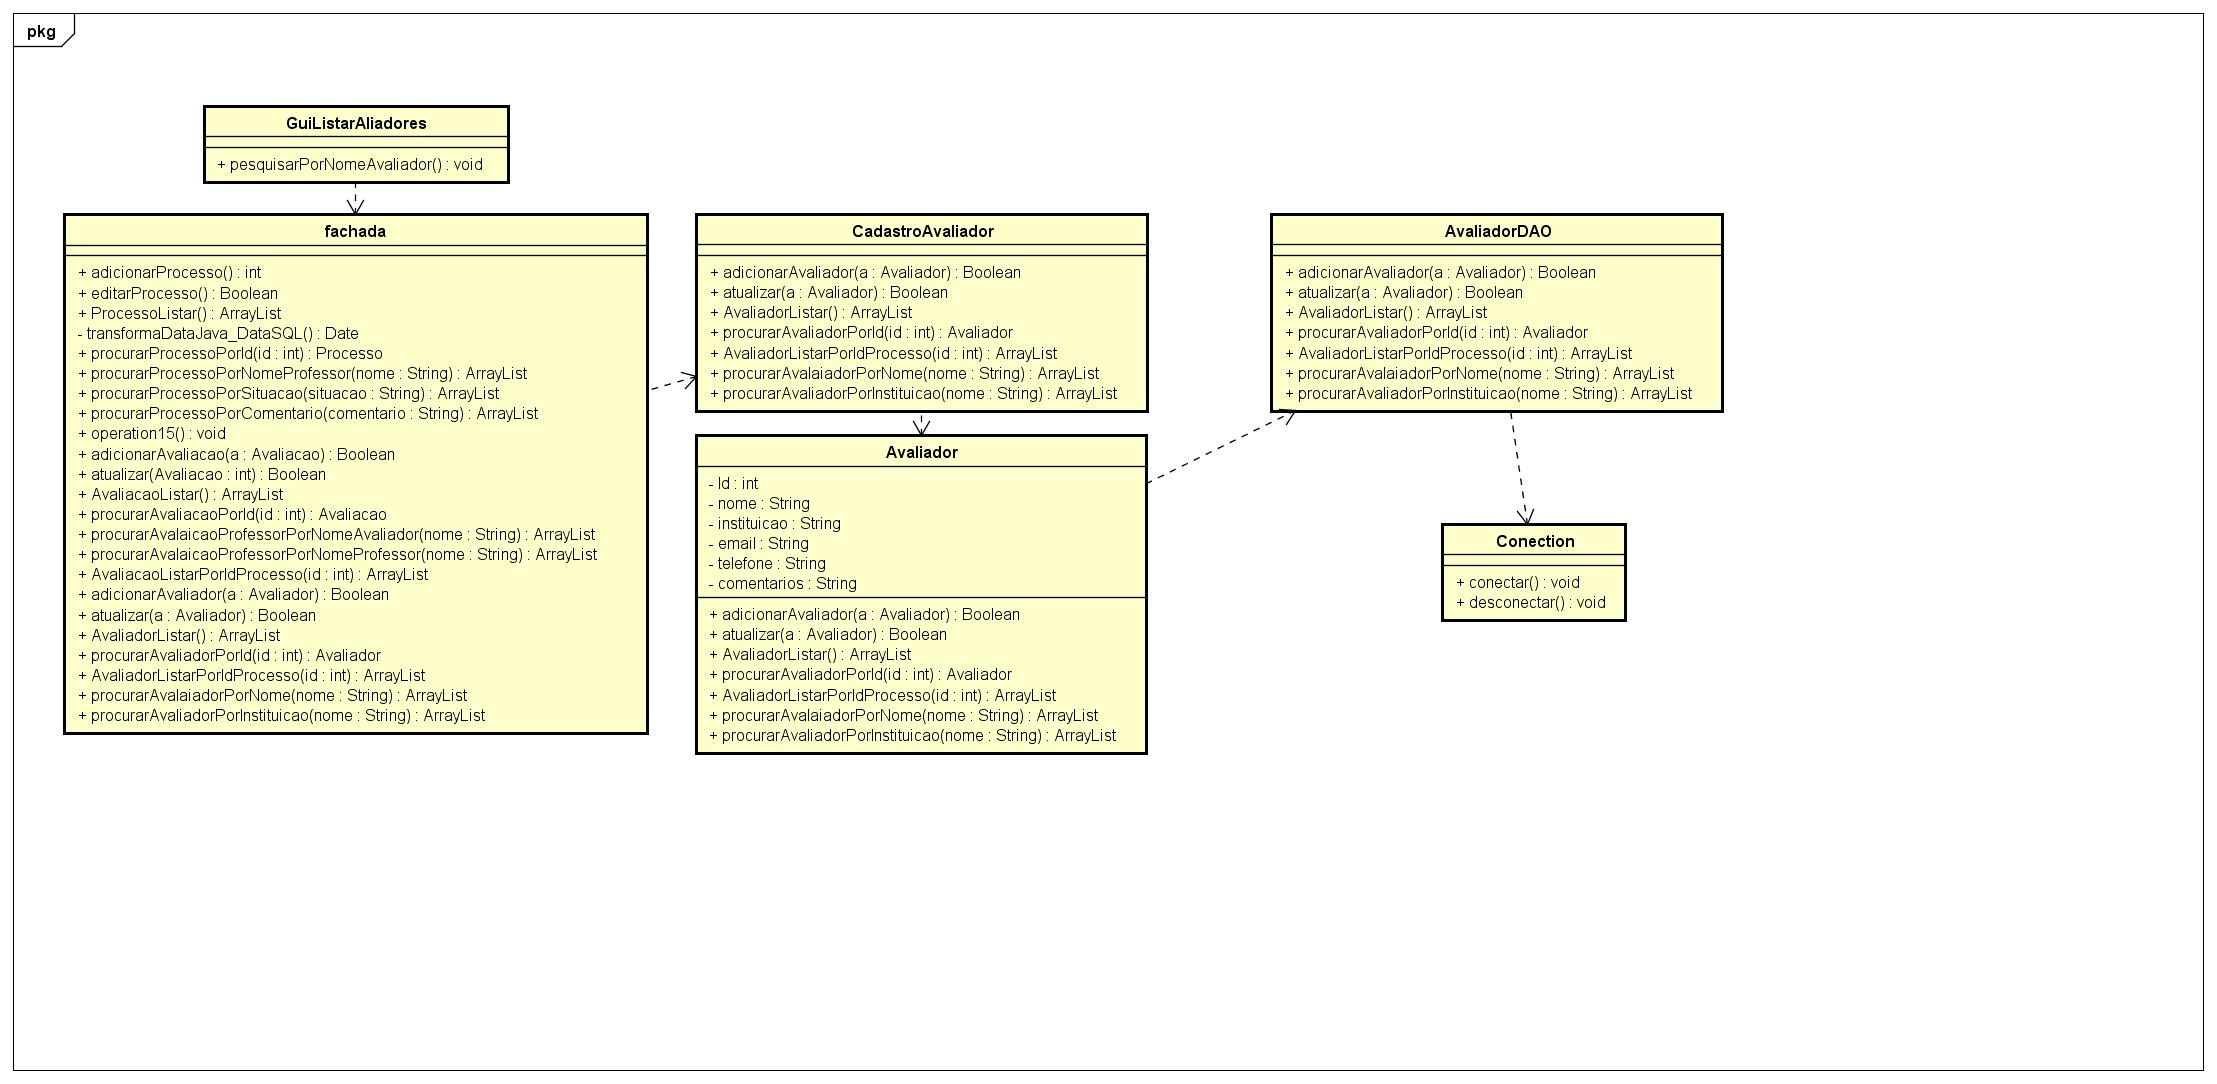 pkg
GuiListarAliadores
+ pesquisarPorNomeAvaliador() : void
fachada
+ adicionarProcesso() : int
+ editarProcesso() : Boolean
+ ProcessoListar() : ArrayList
- transformaDataJava_DataSQL() : Date
+ procurarProcessoPorId(id : int) : Processo
+ procurarProcessoPorNomeProfessor(nome : String) : ArrayList
+ procurarProcessoPorSituacao(situacao : String) : ArrayList
+ procurarProcessoPorComentario(comentario : String) : ArrayList
+ operation15() : void
+ adicionarAvaliacao(a : Avaliacao) : Boolean
+ atualizar(Avaliacao : int) : Boolean
+ AvaliacaoListar() : ArrayList
+ procurarAvaliacaoPorId(id : int) : Avaliacao
+ procurarAvalaicaoProfessorPorNomeAvaliador(nome : String) : ArrayList
+ procurarAvalaicaoProfessorPorNomeProfessor(nome : String) : ArrayList
+ AvaliacaoListarPorIdProcesso(id : int) : ArrayList
+ adicionarAvaliador(a : Avaliador) : Boolean
+ atualizar(a : Avaliador) : Boolean
+ AvaliadorListar() : ArrayList
+ procurarAvaliadorPorId(id : int) : Avaliador
+ AvaliadorListarPorIdProcesso(id : int) : ArrayList
+ procurarAvalaiadorPorNome(nome : String) : ArrayList
+ procurarAvaliadorPorInstituicao(nome : String) : ArrayList
CadastroAvaliador
+ adicionarAvaliador(a : Avaliador) : Boolean
+ atualizar(a : Avaliador) : Boolean
+ AvaliadorListar() : ArrayList
+ procurarAvaliadorPorId(id : int) : Avaliador
+ AvaliadorListarPorIdProcesso(id : int) : ArrayList
+ procurarAvalaiadorPorNome(nome : String) : ArrayList
+ procurarAvaliadorPorInstituicao(nome : String) : ArrayList
Avaliador
- Id : int
- nome : String
- instituicao : String
- email : String
- telefone : String
- comentarios : String
+ adicionarAvaliador(a : Avaliador) : Boolean
+ atualizar(a : Avaliador) : Boolean
+ AvaliadorListar() : ArrayList
+ procurarAvaliadorPorId(id : int) : Avaliador
+ AvaliadorListarPorIdProcesso(id : int) : ArrayList
+ procurarAvalaiadorPorNome(nome : String) : ArrayList
+ procurarAvaliadorPorInstituicao(nome : String) : ArrayList
AvaliadorDAO
+ adicionarAvaliador(a : Avaliador) : Boolean
+ atualizar(a : Avaliador) : Boolean
+ AvaliadorListar() : ArrayList
+ procurarAvaliadorPorId(id : int) : Avaliador
+ AvaliadorListarPorIdProcesso(id : int) : ArrayList
+ procurarAvalaiadorPorNome(nome : String) : ArrayList
+ procurarAvaliadorPorInstituicao(nome : String) : ArrayList
Conection
+ conectar() : void
+ desconectar() : void